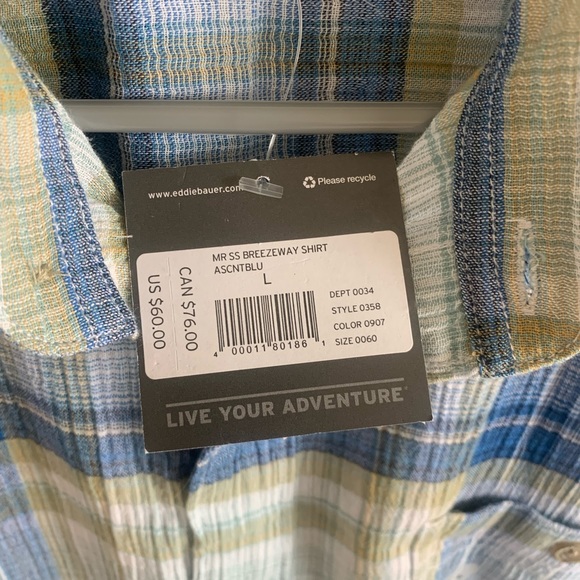 www.eddiebauer.com
Please recycle
MR SS BREEZEWAY SHIRT
ASCNTBLU
L
DEPT 0034
STYLE 0358
COLOR 0907
SIZE 0060
4 00011 80186 1
CAN $76.00
US $60.00
LIVE YOUR ADVENTURE